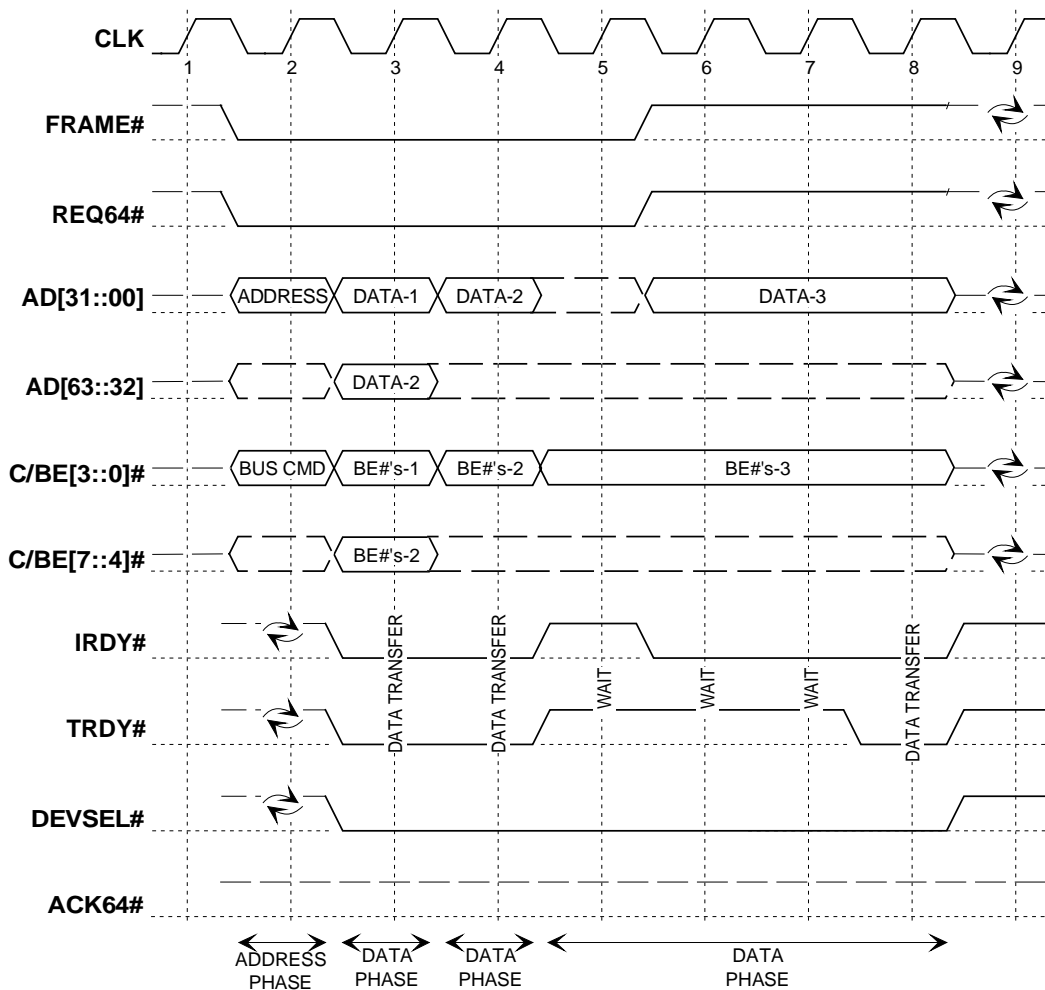 CLK
1 2 3 4 5 6 7 8 9
FRAME#
REQ64#
AD[31::00] ADDRESS DATA-1 DATA-2 DATA-3
AD[63::32] DATA-2
C/BE[3::0]# BUS CMD BE#'s-1 BE#'s-2 BE#'s-3
C/BE[7::4]# BE#'s-2
IRDY#
DATA TRANSFER
DATA TRANSFER
WAIT
WAIT
WAIT
DATA TRANSFER
TRDY#
DEVSEL#
ACK64#
ADDRESS
PHASE
DATA
PHASE
DATA
PHASE
DATA
PHASE